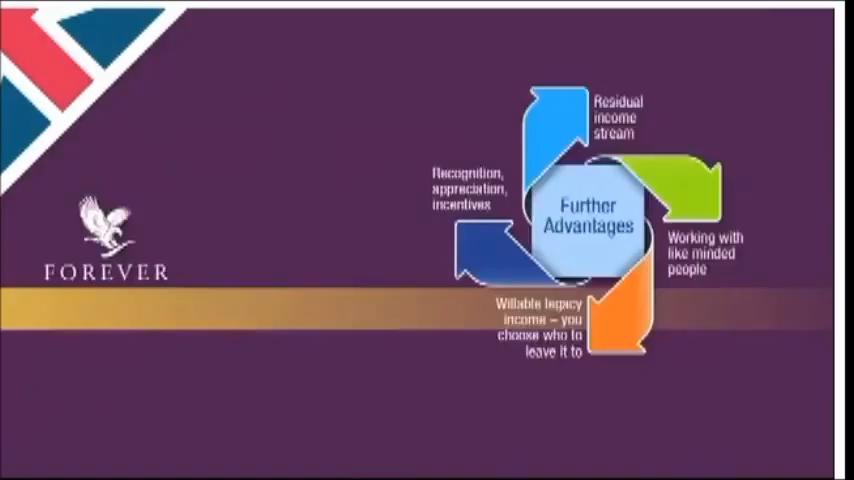 FOREVER
Further
Advantages
Residual
income
stream
Working with
like minded
people
Willable legacy
income – you
choose who to
leave it to
Recognition,
appreciation,
incentives